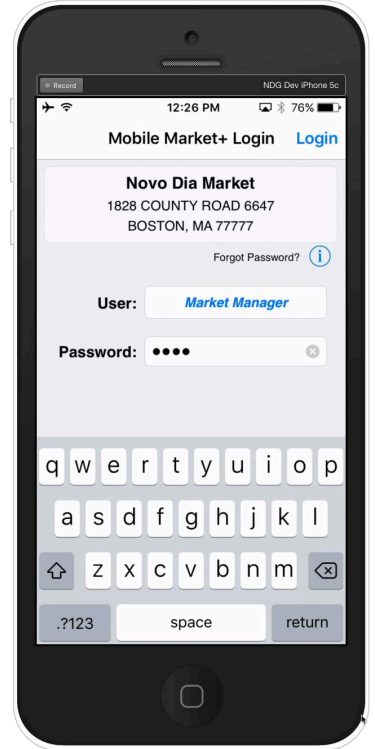 Record NDG Dev iPhone 5c
12:26 PM 76%
Mobile Market+ Login Login
Novo Dia Market
1828 COUNTY ROAD 6647
BOSTON, MA 77777
Forgot Password? i
User: Market Manager
Password: ●●●●
q w e r t y u i o p
a s d f g h j k l
z x c v b n m
.?123 space return